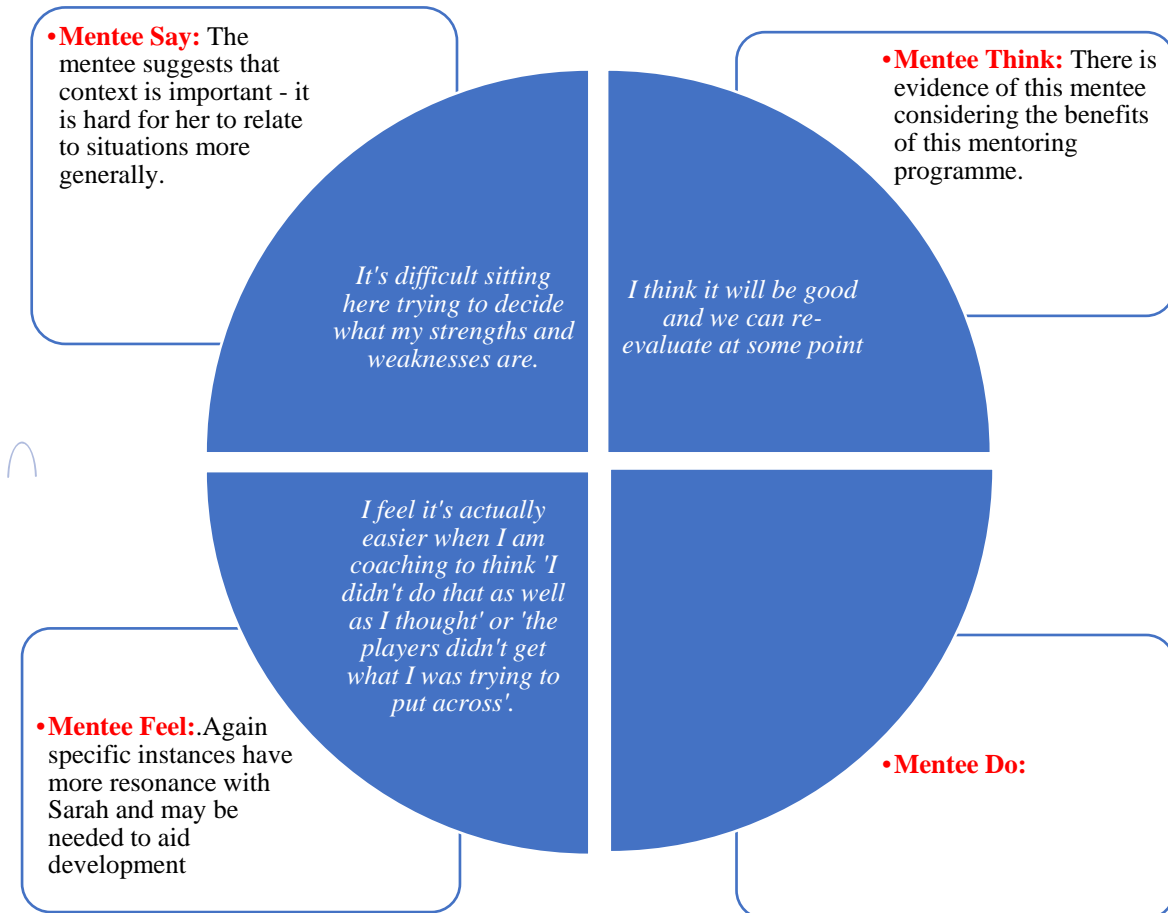 •Mentee Say: The
mentee suggests that
context is important - it
is hard for her to relate
to situations more
generally.
•Mentee Think: There is
evidence of this mentee
considering the benefits
of this mentoring
programme.
It's difficult sitting
here trying to decide
what my strengths and
weaknesses are.
I think it will be good
and we can re-
evaluate at some point
I feel it's actually
easier when I am
coaching to think 'I
didn't do that as well
as I thought' or 'the
players didn't get
what I was trying to
put across'.
•Mentee Feel:.Again
specific instances have
more resonance with
Sarah and may be
needed to aid
development
•Mentee Do: